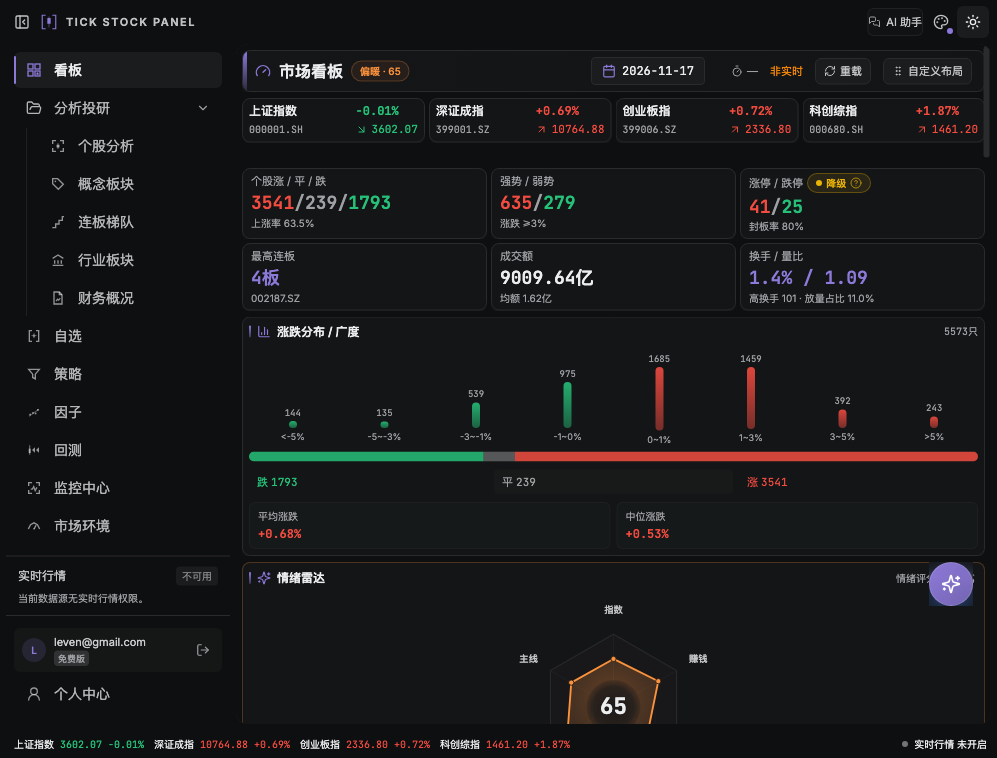 TICK STOCK PANEL
AI 助手
看板
分析投研
个股分析
概念板块
连板梯队
行业板块
财务概况
自选
策略
因子
回测
监控中心
市场环境
实时行情 不可用
当前数据源无实时行情权限。
L
leven@gmail.com
免费版
个人中心
市场看板 偏暖 · 65
2026-11-17
— 非实时
重载
自定义布局
上证指数 -0.01%
000001.SH 3602.07
深证成指 +0.69%
399001.SZ 10764.88
创业板指 +0.72%
399006.SZ 2336.80
科创综指 +1.87%
000680.SH 1461.20
个股涨 / 平 / 跌
3541/239/1793
上涨率 63.5%
强势 / 弱势
635/279
涨跌 ≥3%
涨停 / 跌停 降级
41/25
封板率 80%
最高连板
4板
002187.SZ
成交额
9009.64亿
均额 1.62亿
换手 / 量比
1.4% / 1.09
高换手 101 · 放量占比 11.0%
涨跌分布 / 广度 5573只
144 135 539 975 1685 1459 392 243
<-5% -5~-3% -3~-1% -1~0% 0~1% 1~3% 3~5% >5%
跌 1793 平 239 涨 3541
平均涨跌
+0.68%
中位涨跌
+0.53%
情绪雷达 情绪评
指数
主线 赚钱
65
上证指数 3602.07 -0.01% 深证成指 10764.88 +0.69% 创业板指 2336.80 +0.72% 科创综指 1461.20 +1.87%
实时行情 未开启